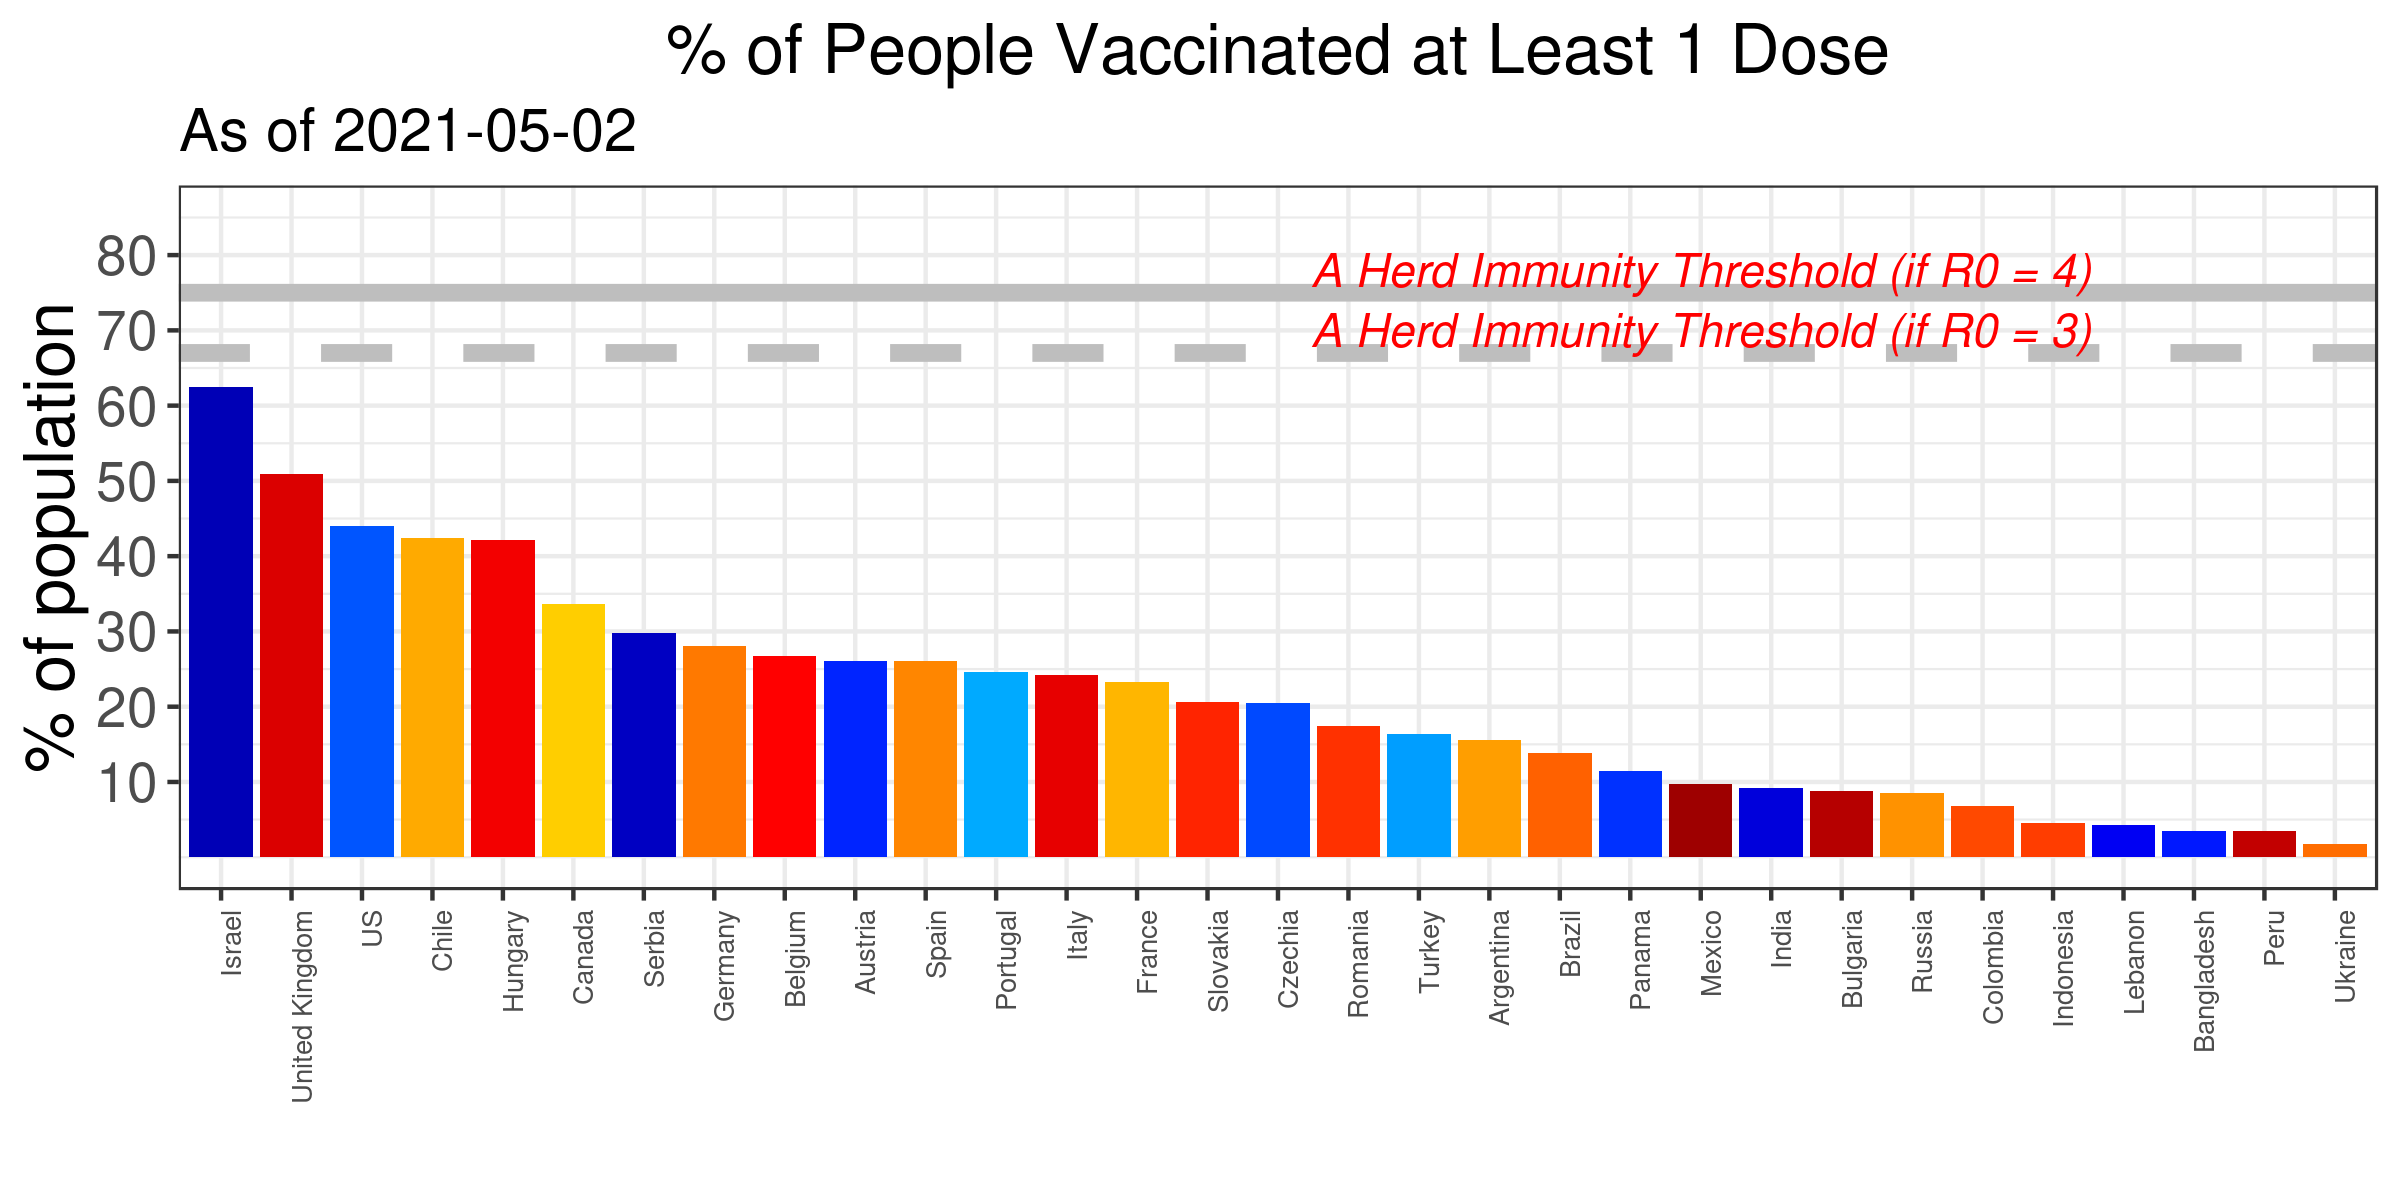 % of People Vaccinated at Least 1 Dose
As of 2021-05-02
% of population
80
70
60
50
40
30
20
10
A Herd Immunity Threshold (if R0 = 4)
A Herd Immunity Threshold (if R0 = 3)
Israel
United Kingdom
US
Chile
Hungary
Canada
Serbia
Germany
Belgium
Austria
Spain
Portugal
Italy
France
Slovakia
Czechia
Romania
Turkey
Argentina
Brazil
Panama
Mexico
India
Bulgaria
Russia
Colombia
Indonesia
Lebanon
Bangladesh
Peru
Ukraine